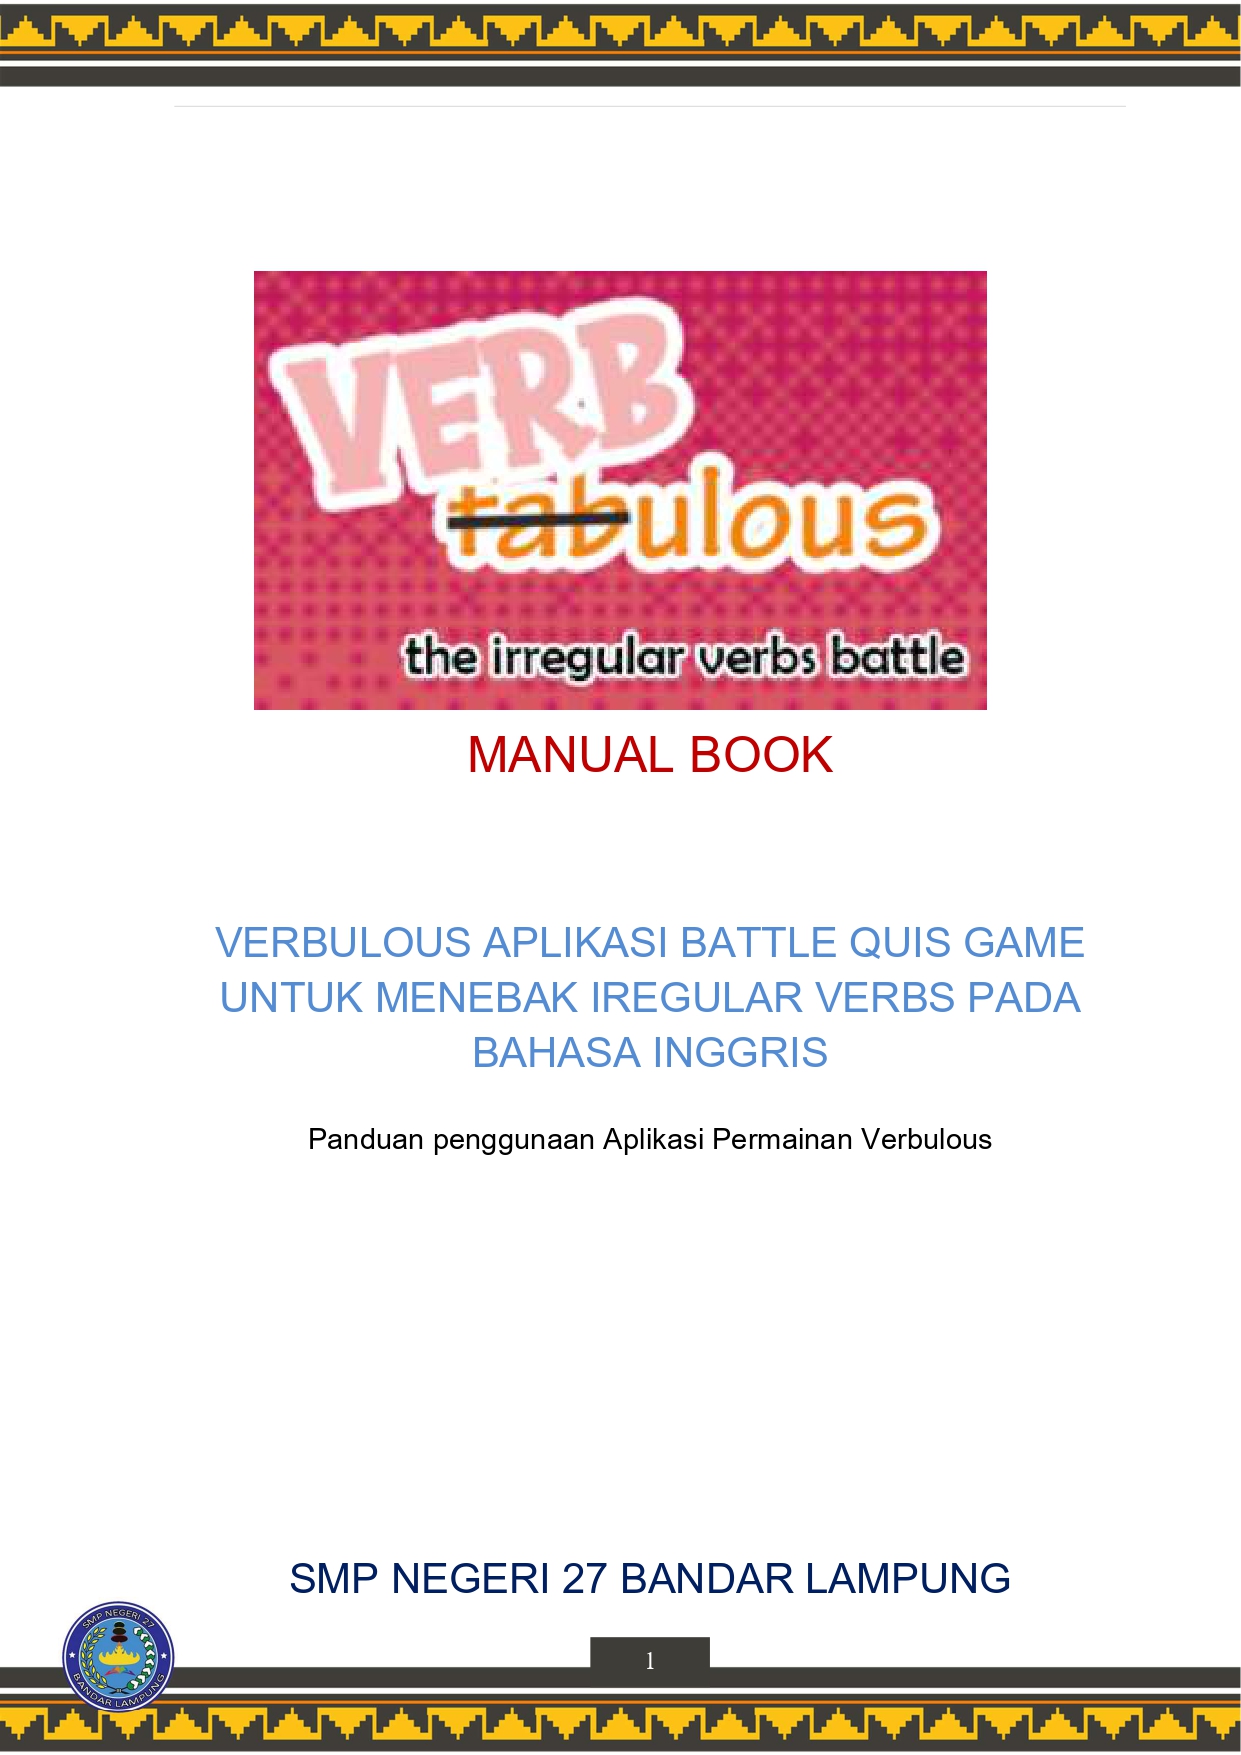 VERB
tabulous
the irregular verbs battle
MANUAL BOOK
VERBULOUS APLIKASI BATTLE QUIS GAME
UNTUK MENEBAK IREGULAR VERBS PADA
BAHASA INGGRIS
Panduan penggunaan Aplikasi Permainan Verbulous
SMP NEGERI 27 BANDAR LAMPUNG
SMP NEGERI 27
BANDAR LAMPUNG
1